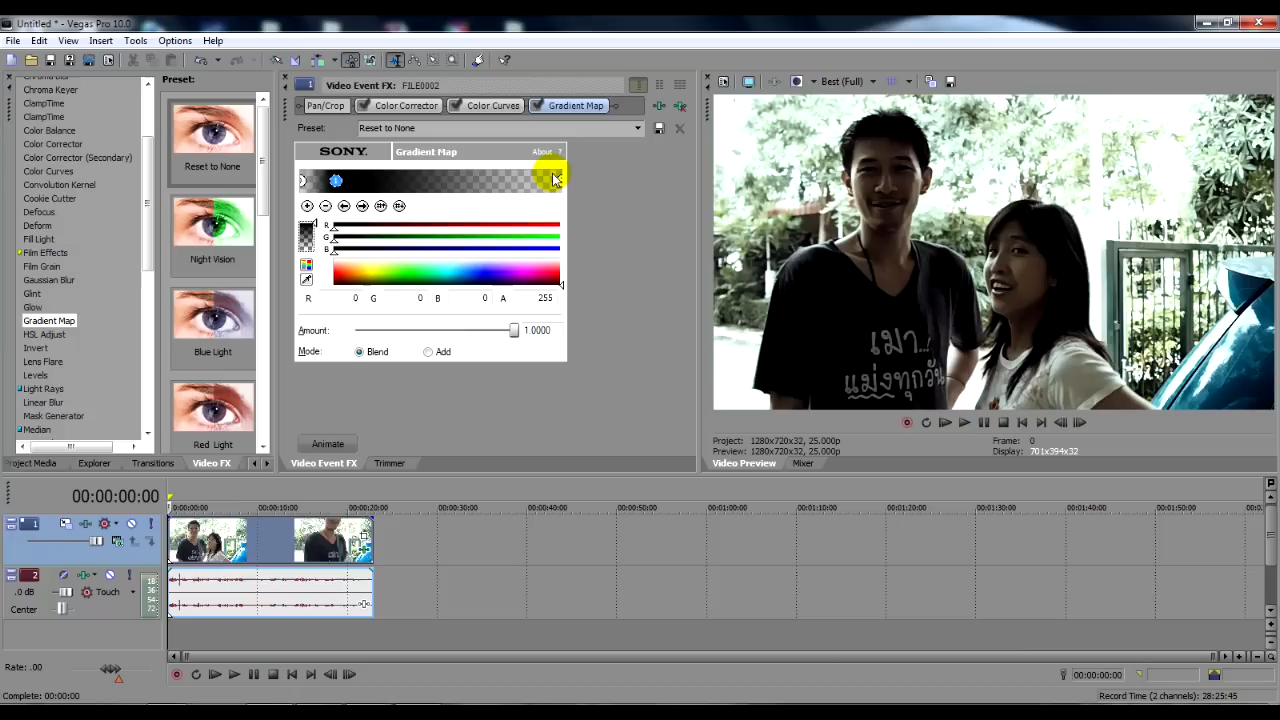 Untitled * - Vegas Pro 10.0
File Edit View Insert Tools Options Help
Chroma Keyer
ClampTime
Color Balance
Color Corrector
Color Corrector (Secondary)
Color Curves
Convolution Kernel
Cookie Cutter
Defocus
Deform
Fill Light
Film Effects
Film Grain
Gaussian Blur
Glint
Glow
Gradient Map
HSL Adjust
Invert
Lens Flare
Levels
Light Rays
Linear Blur
Mask Generator
Median
Preset:
Reset to None
Night Vision
Blue Light
Red Light
Project Media Explorer Transitions Video FX
1 Video Event FX: FILE0002
Pan/Crop Color Corrector Color Curves Gradient Map
Preset: Reset to None
SONY. Gradient Map About ?
1
R
G
B
R 0 G 0 B 0 A 255
Amount: 1.0000
Mode: Blend Add
Animate
Video Event FX Trimmer
Best (Full)
เมา...
แม่งทุกวัน
Project: 1280x720x32, 25.000p Frame: 0
Preview: 1280x720x32, 25.000p Display: 701x394x32
Video Preview Mixer
00:00:00:00
00:00:00 00:00:10:00 00:00:20:00 00:00:30:00 00:00:40:00 00:00:50:00 00:01:00:00 00:01:10:00 00:01:20:00 00:01:30:00 00:01:40:00 00:01:50:00 00:0
1
2
.0 dB Touch
Center
18
36
54
72
Rate: .00
00:00:00:00
Complete: 00:00:00 Record Time (2 channels): 28:25:45